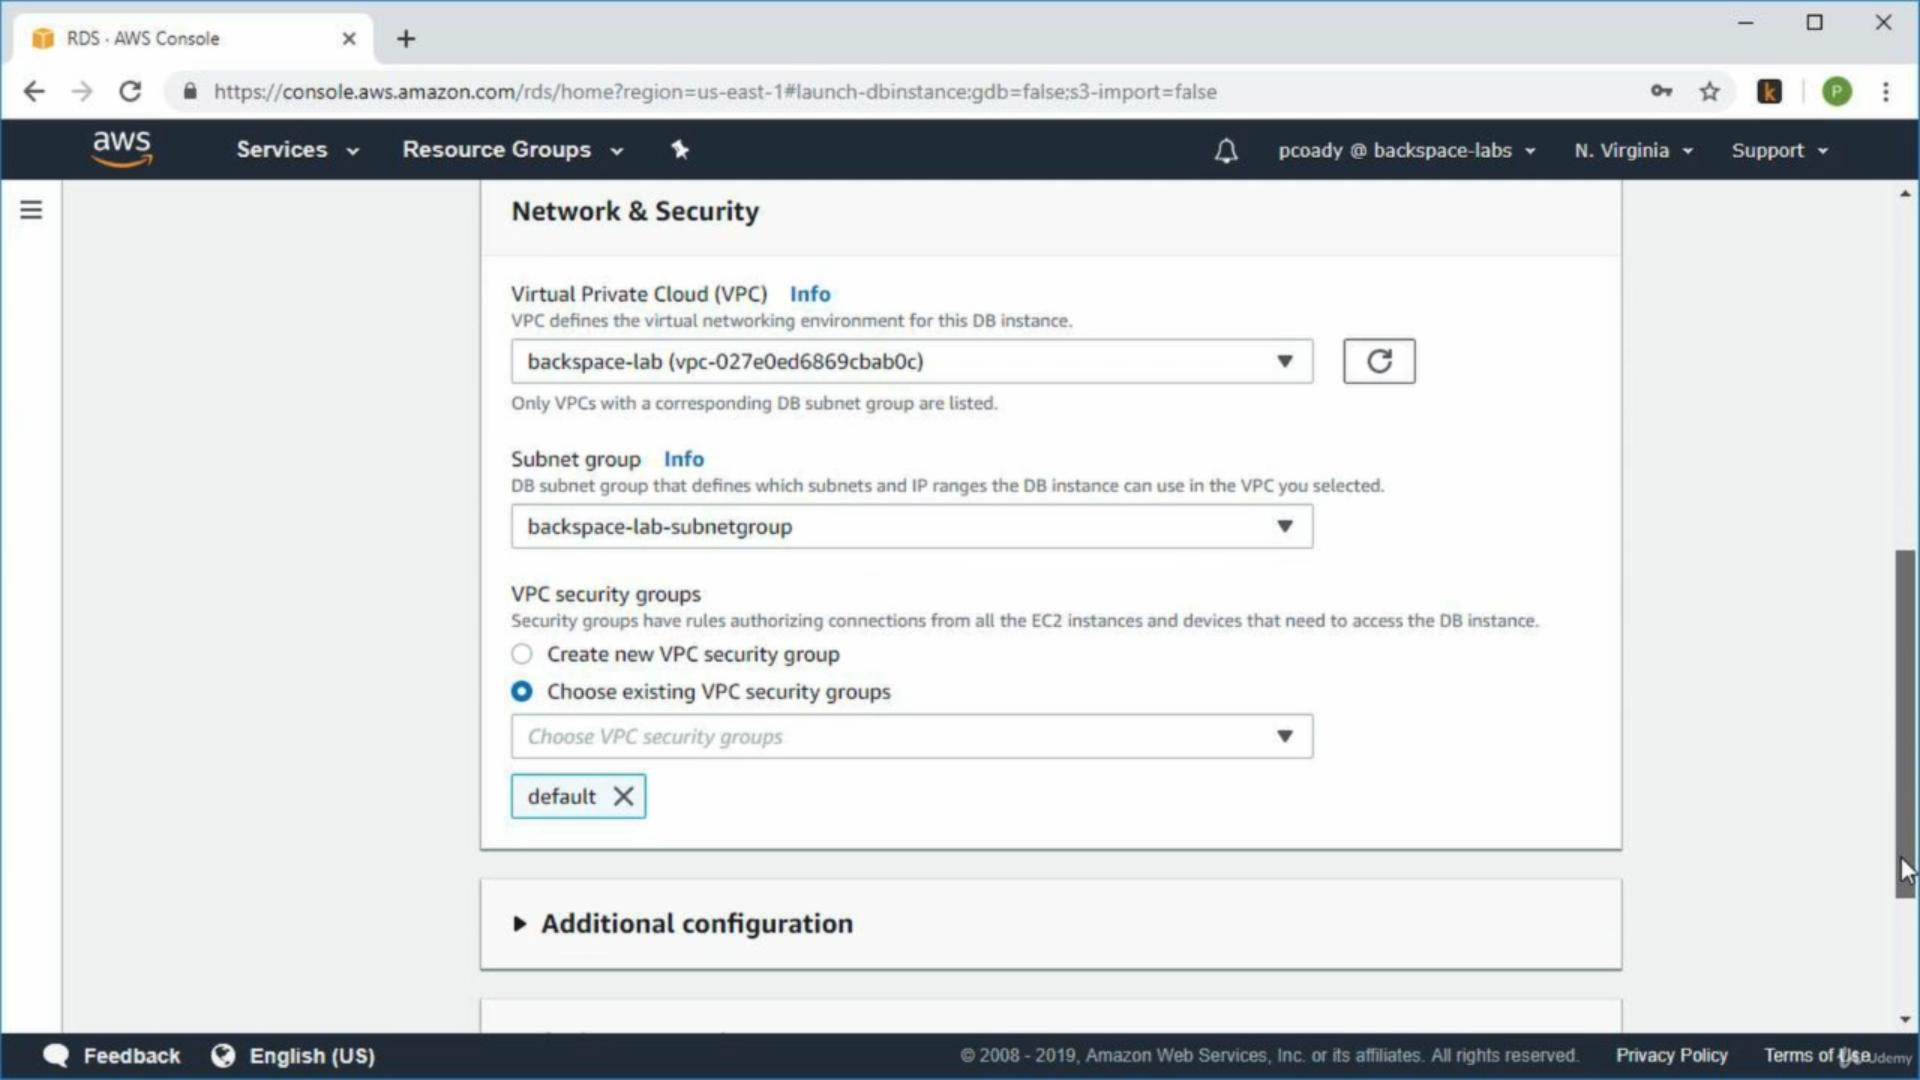 RDS · AWS Console
https://console.aws.amazon.com/rds/home?region=us-east-1#launch-dbinstance:gdb=false;s3-import=false
k
P
aws
Services
Resource Groups
pcoady @ backspace-labs
N. Virginia
Support
Network & Security
Virtual Private Cloud (VPC) Info
VPC defines the virtual networking environment for this DB instance.
backspace-lab (vpc-027e0ed6869cbab0c)
Only VPCs with a corresponding DB subnet group are listed.
Subnet group Info
DB subnet group that defines which subnets and IP ranges the DB instance can use in the VPC you selected.
backspace-lab-subnetgroup
VPC security groups
Security groups have rules authorizing connections from all the EC2 instances and devices that need to access the DB instance.
Create new VPC security group
Choose existing VPC security groups
Choose VPC security groups
default
Additional configuration
Feedback
English (US)
© 2008 - 2019, Amazon Web Services, Inc. or its affiliates. All rights reserved.
Privacy Policy
Terms of Use
Udemy